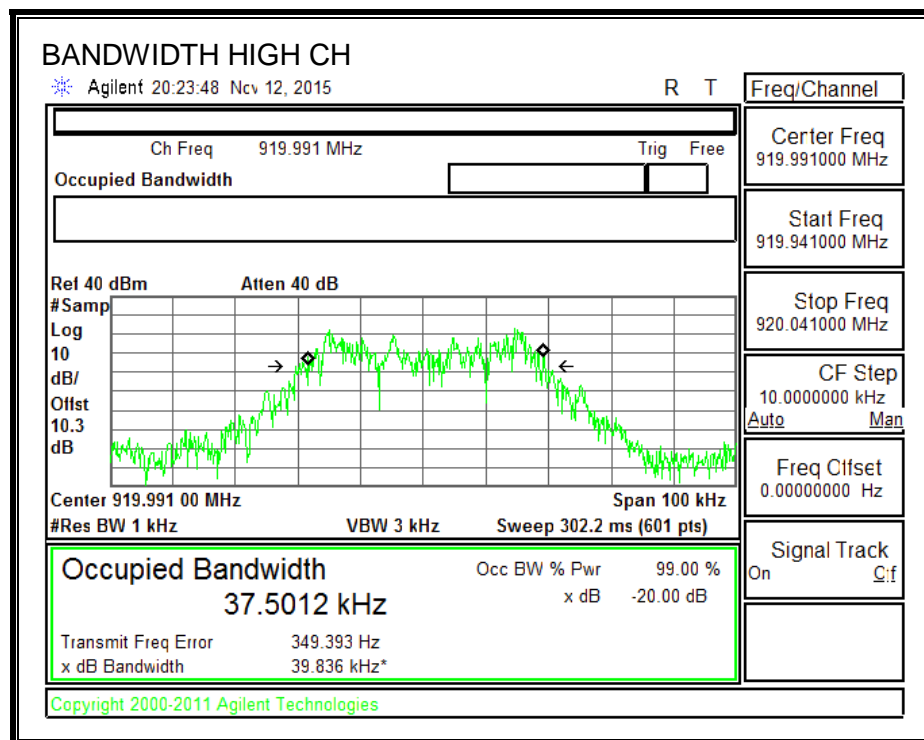 BANDWIDTH HIGH CH
Agilent 20:23:48 Nov 12, 2015 R T
Freq/Channel
Ch Freq 919.991 MHz Trig Free
Occupied Bandwidth
Center Freq
919.991000 MHz
Start Freq
919.941000 MHz
Stop Freq
920.041000 MHz
CF Step
10.0000000 kHz
Auto Man
Freq Offset
0.00000000 Hz
Signal Track
On Off
Ref 40 dBm Atten 40 dB
#Samp
Log
10
dB/
Offst
10.3
dB
Center 919.991 00 MHz Span 100 kHz
#Res BW 1 kHz VBW 3 kHz Sweep 302.2 ms (601 pts)
Occupied Bandwidth
37.5012 kHz
Occ BW % Pwr 99.00 %
x dB -20.00 dB
Transmit Freq Error 349.393 Hz
x dB Bandwidth 39.836 kHz*
Copyright 2000-2011 Agilent Technologies